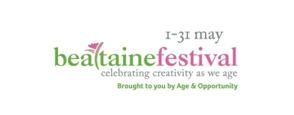 1-31 may
bealtainefestival
celebrating creativity as we age
Brought to you by Age & Opportunity